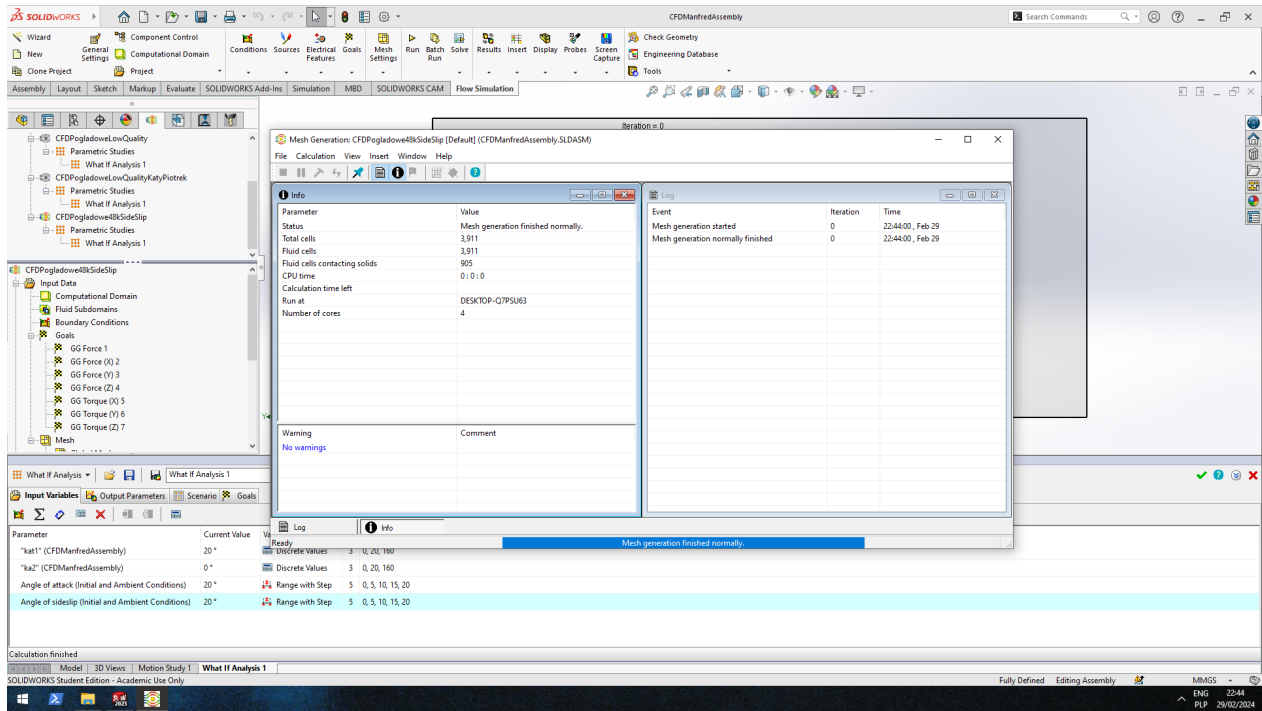 SOLIDWORKS
CFDManfredAssembly
Search Commands
Wizard
New
Clone Project
General Settings
Component Control
Computational Domain
Project
Conditions
Sources
Electrical Features
Goals
Mesh Settings
Run
Batch Run
Solve
Results
Insert
Display
Probes
Screen Capture
Check Geometry
Engineering Database
Tools
Assembly Layout Sketch Markup Evaluate SOLIDWORKS Add-Ins Simulation MBD SOLIDWORKS CAM Flow Simulation
Iteration = 0
CFDPogladoweLowQuality
Parametric Studies
What If Analysis 1
CFDPogladoweLowQualityKatyPiotrek
Parametric Studies
What If Analysis 1
CFDPogladowe48kSideSlip
Parametric Studies
What If Analysis 1
CFDPogladowe48kSideSlip
Input Data
Computational Domain
Fluid Subdomains
Boundary Conditions
Goals
GG Force 1
GG Force (X) 2
GG Force (Y) 3
GG Force (Z) 4
GG Torque (X) 5
GG Torque (Y) 6
GG Torque (Z) 7
Mesh
Y
Mesh Generation: CFDPogladowe48kSideSlip [Default] (CFDManfredAssembly.SLDASM)
File Calculation View Insert Window Help
Info
Parameter Value
Status Mesh generation finished normally.
Total cells 3,911
Fluid cells 3,911
Fluid cells contacting solids 905
CPU time 0 : 0 : 0
Calculation time left
Run at DESKTOP-Q7PSU63
Number of cores 4
Warning Comment
No warnings
Log
Event Iteration Time
Mesh generation started 0 22:44:00 , Feb 29
Mesh generation normally finished 0 22:44:00 , Feb 29
Log Info
Ready Mesh generation finished normally.
What If Analysis What If Analysis 1
Input Variables Output Parameters Scenario Goals
Parameter Current Value
"kat1" (CFDManfredAssembly) 20 ° Discrete Values 3 0, 20, 160
"ka2" (CFDManfredAssembly) 0 ° Discrete Values 3 0, 20, 160
Angle of attack (Initial and Ambient Conditions) 20 ° Range with Step 5 0, 5, 10, 15, 20
Angle of sideslip (Initial and Ambient Conditions) 20 ° Range with Step 5 0, 5, 10, 15, 20
Calculation finished
Model 3D Views Motion Study 1 What If Analysis 1
SOLIDWORKS Student Edition - Academic Use Only
Fully Defined Editing Assembly MMGS
SW 2023
ENG 22:44
PLP 29/02/2024